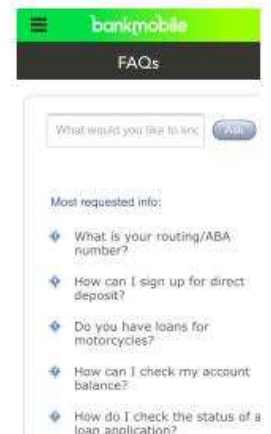 bankmobile
FAQs
What would you like to knc
Ask
Most requested info:
What is your routing/ABA
number?
How can I sign up for direct
deposit?
Do you have loans for
motorcycles?
How can I check my account
balance?
How do I check the status of a
loan application?